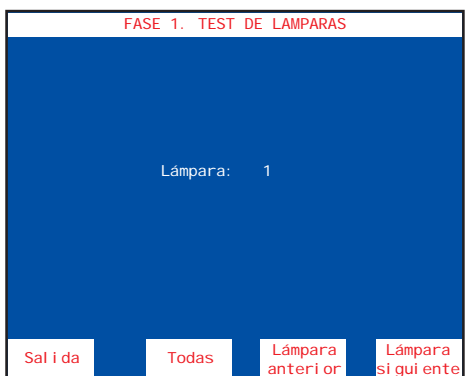 FASE 1. TEST DE LAMPARAS
Lámpara: 1
Salida
Todas
Lámpara
anterior
Lámpara
siguiente